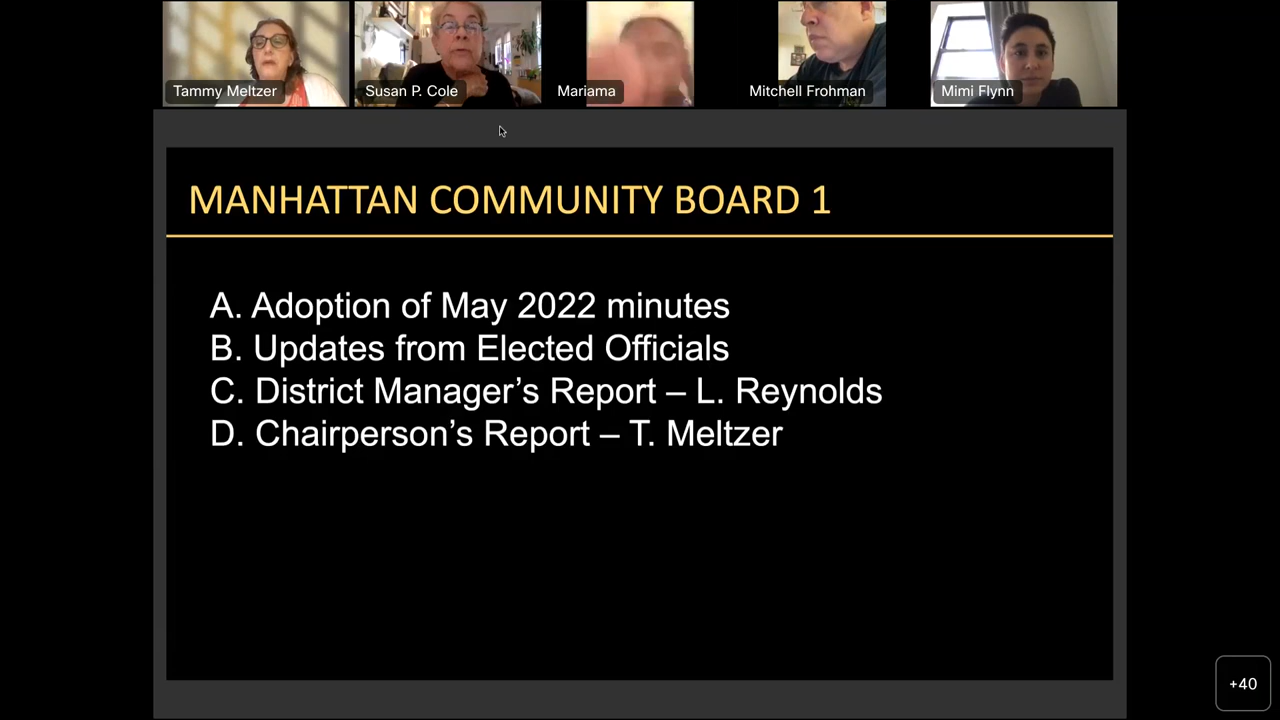 Tammy Meltzer
Susan P. Cole
Mariama
Mitchell Frohman
Mimi Flynn
MANHATTAN COMMUNITY BOARD 1
A. Adoption of May 2022 minutes
B. Updates from Elected Officials
C. District Manager’s Report – L. Reynolds
D. Chairperson’s Report – T. Meltzer
+40